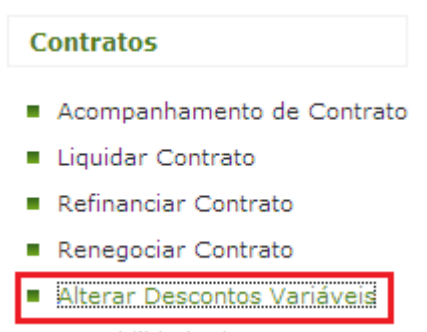 Contratos
Acompanhamento de Contrato
Liquidar Contrato
Refinanciar Contrato
Renegociar Contrato
Alterar Descontos Variáveis